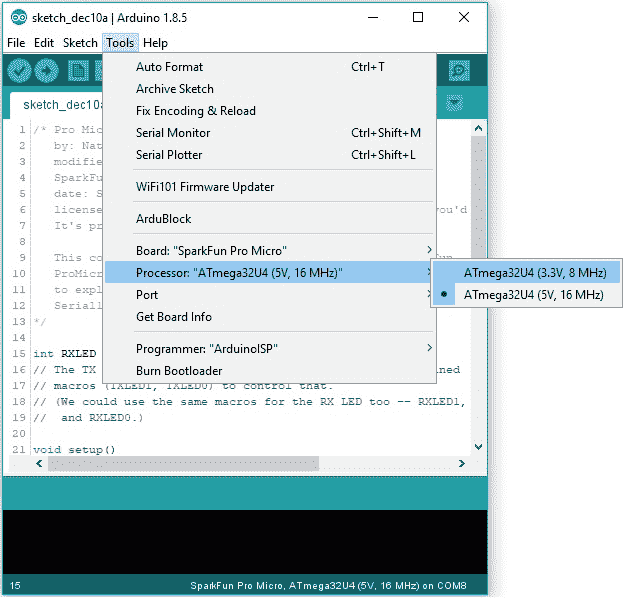 sketch_dec10a | Arduino 1.8.5
File Edit Sketch Tools Help
Auto Format Ctrl+T
sketch_dec10a
Archive Sketch
Fix Encoding & Reload
Serial Monitor Ctrl+Shift+M
Serial Plotter Ctrl+Shift+L
WiFi101 Firmware Updater
ArduBlock
Board: "SparkFun Pro Micro"
Processor: "ATmega32U4 (5V, 16 MHz)"
ATmega32U4 (3.3V, 8 MHz)
ATmega32U4 (5V, 16 MHz)
Port
Get Board Info
Programmer: "ArduinoISP"
Burn Bootloader
1 /* Pro Mic
2 by: Nat
3 modifie
4 SparkFu
5 date: S
6 license you'd
7 It's pr
8
9 This co
10 ProMicr
11 to expl
12 Seriall
13 */
14
15 int RXLED
16 // The TX ined
17 // macros (TXLED1, TXLED0) to control that.
18 // (We could use the same macros for the RX LED too -- RXLED1,
19 // and RXLED0.)
20
21 void setup()
15 SparkFun Pro Micro, ATmega32U4 (5V, 16 MHz) on COM8